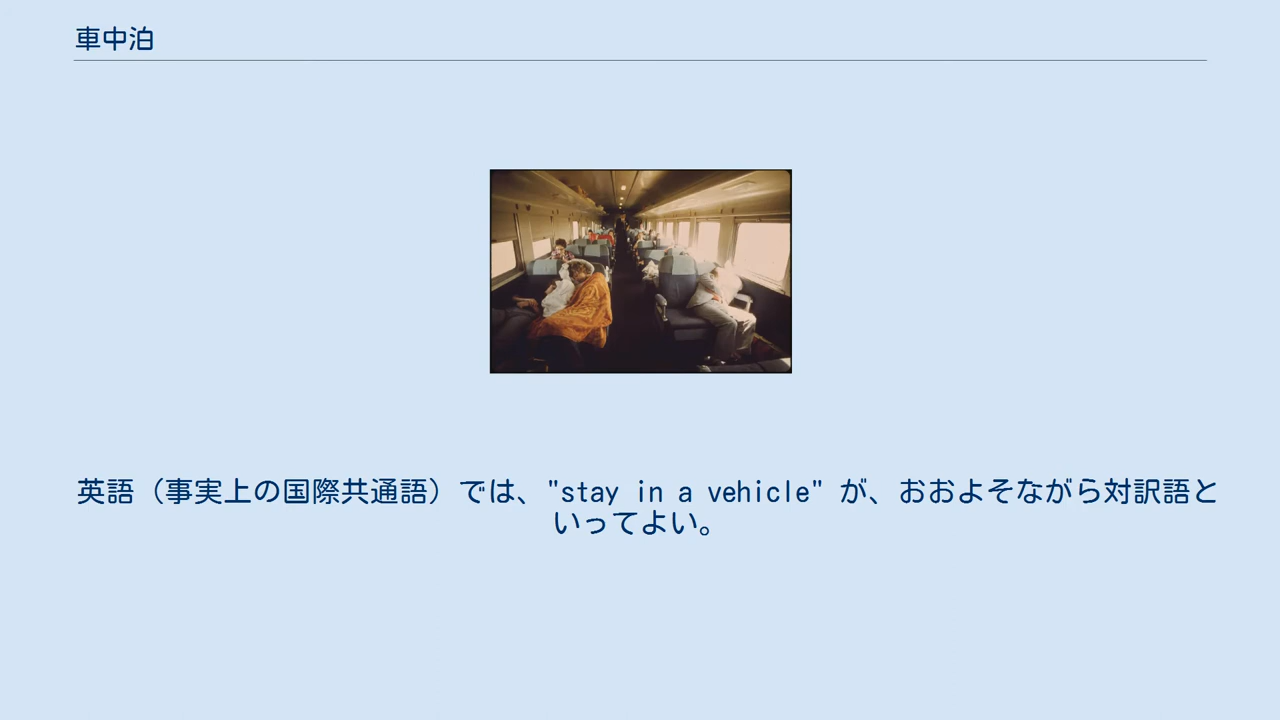 車中泊
英語（事実上の国際共通語）では、"stay in a vehicle" が、おおよそながら対訳語と
いってよい。